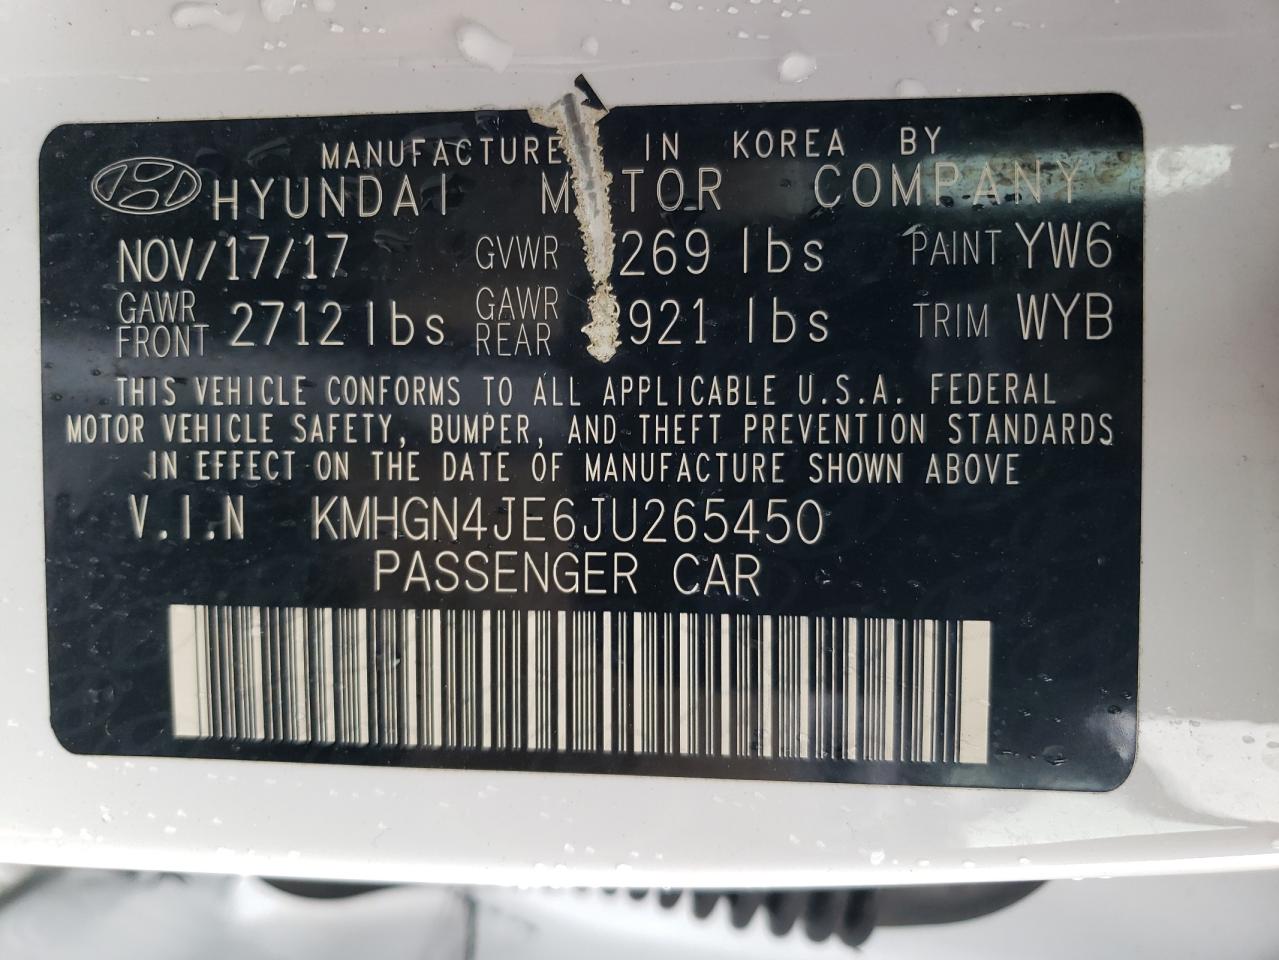 MANUFACTURED IN KOREA BY
HYUNDAI MOTOR COMPANY
NOV/17/17 GVWR 269 lbs PAINT YW6
GAWR FRONT 2712 lbs GAWR REAR 921 lbs TRIM WYB
THIS VEHICLE CONFORMS TO ALL APPLICABLE U.S.A. FEDERAL
MOTOR VEHICLE SAFETY, BUMPER, AND THEFT PREVENTION STANDARDS
IN EFFECT ON THE DATE OF MANUFACTURE SHOWN ABOVE
V.I.N KMHGN4JE6JU265450
PASSENGER CAR